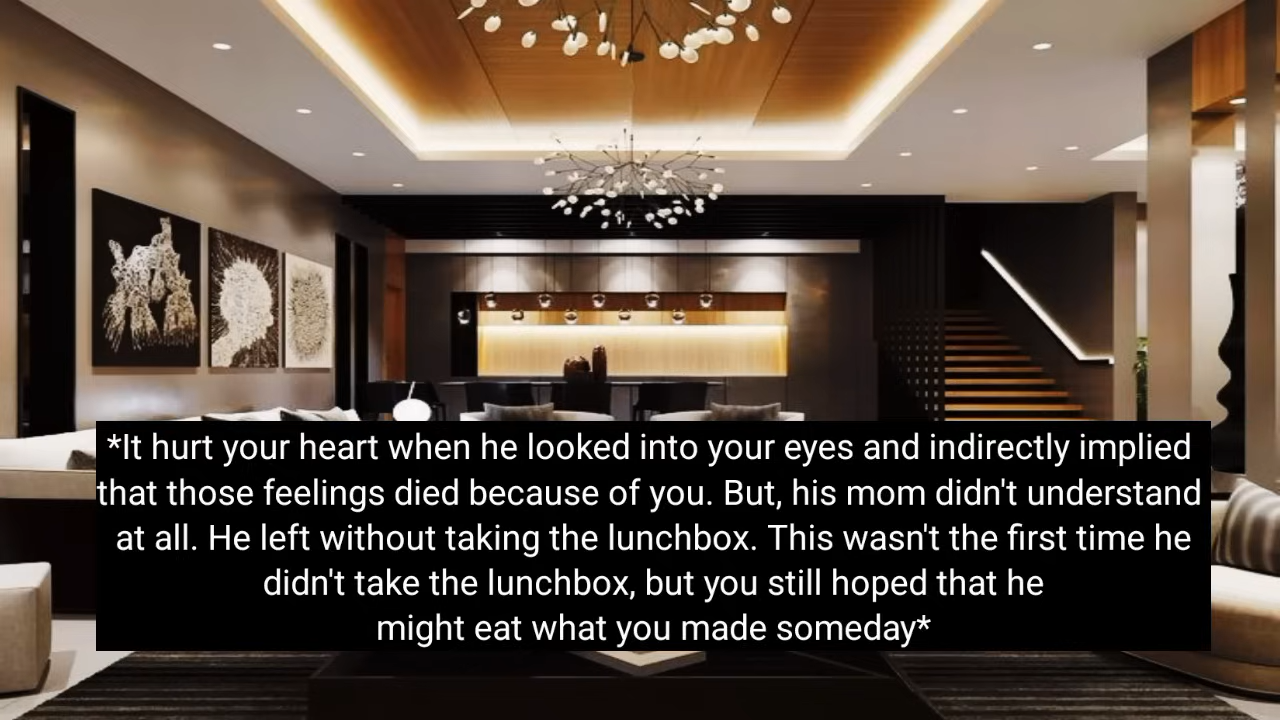 *It hurt your heart when he looked into your eyes and indirectly implied
that those feelings died because of you. But, his mom didn't understand
at all. He left without taking the lunchbox. This wasn't the first time he
didn't take the lunchbox, but you still hoped that he
might eat what you made someday*